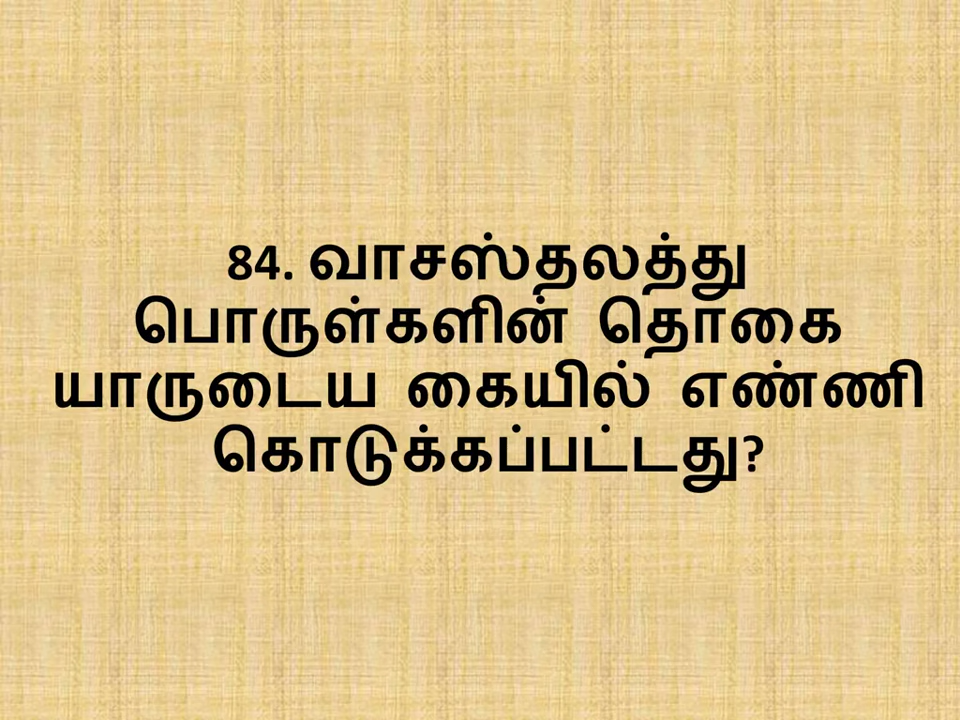 84. வாசஸ்தலத்து
பொருள்களின் தொகை
யாருடைய கையில் எண்ணி
கொடுக்கப்பட்டது?